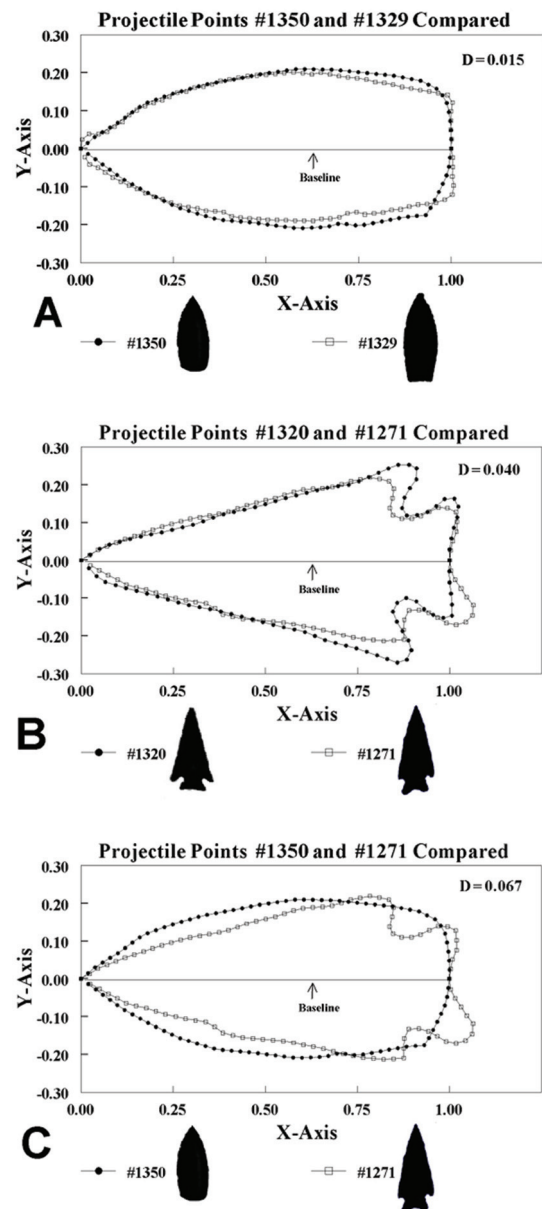 Projectile Points #1350 and #1329 Compared
0.30
D=0.015
0.20
0.10
0.00
-0.10
-0.20
-0.30
Y-Axis
Baseline
0.00 0.25 0.50 0.75 1.00
X-Axis
A
#1350 #1329
Projectile Points #1320 and #1271 Compared
0.30
D=0.040
0.20
0.10
0.00
-0.10
-0.20
-0.30
Y-Axis
Baseline
0.00 0.25 0.50 0.75 1.00
X-Axis
B
#1320 #1271
Projectile Points #1350 and #1271 Compared
0.30
D=0.067
0.20
0.10
0.00
-0.10
-0.20
-0.30
Y-Axis
Baseline
0.00 0.25 0.50 0.75 1.00
X-Axis
C
#1350 #1271